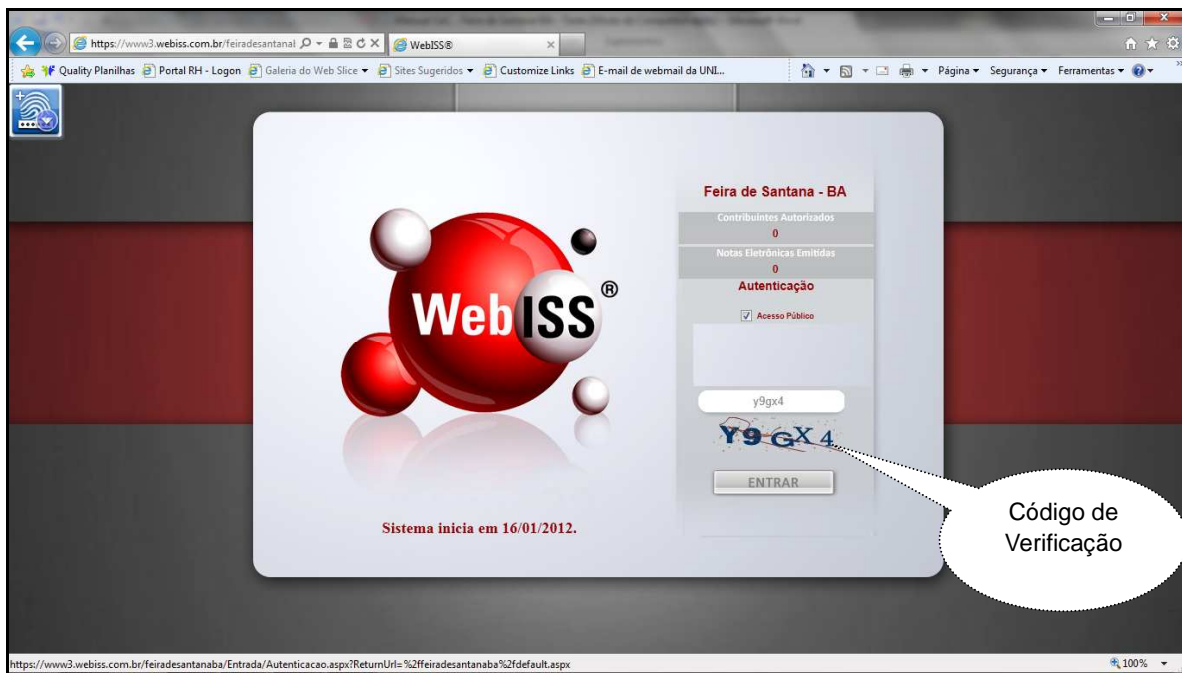 https://www3.webiss.com.br/feiradesantanal
WebISS®
Quality Planilhas Portal RH - Logon Galeria do Web Slice Sites Sugeridos Customize Links E-mail de webmail da UNI... Página Segurança Ferramentas
Feira de Santana - BA
Contribuintes Autorizados
0
Notas Eletrônicas Emitidas
0
Autenticação
Acesso Público
WebISS®
y9gx4
Y9GX4
ENTRAR
Código de
Verificação
Sistema inicia em 16/01/2012.
https://www3.webiss.com.br/feiradesantanaba/Entrada/Autenticacao.aspx?ReturnUrl=%2ffeiradesantanaba%2fdefault.aspx
100%